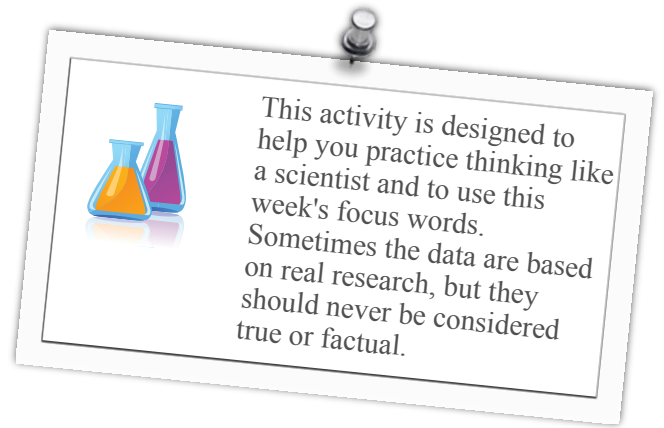 This activity is designed to
help you practice thinking like
a scientist and to use this
week's focus words.
Sometimes the data are based
on real research, but they
should never be considered
true or factual.